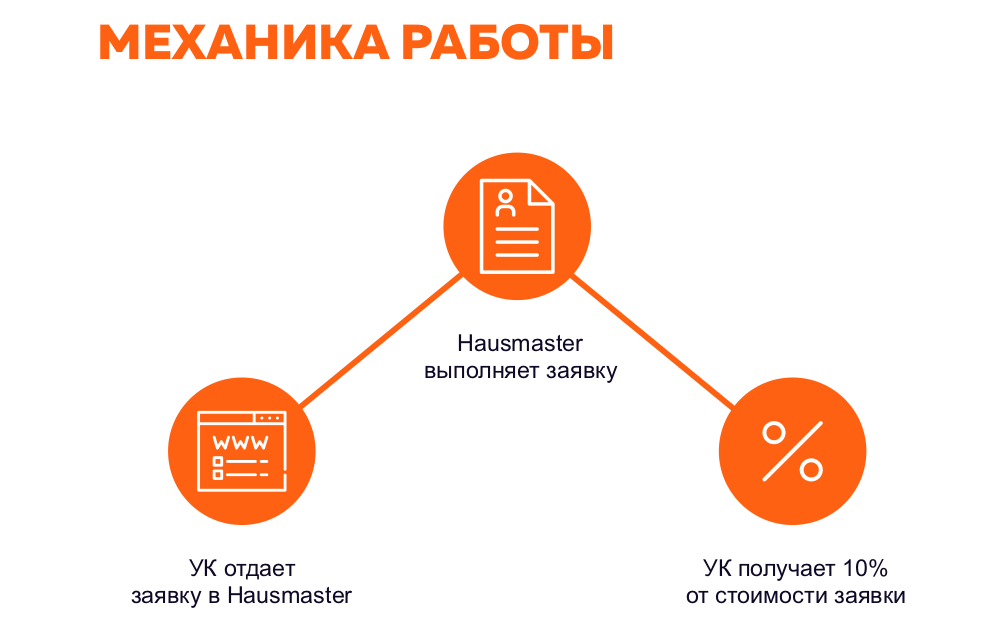 МЕХАНИКА РАБОТЫ
Hausmaster
выполняет заявку
WWW
УК отдает
заявку в Hausmaster
УК получает 10%
от стоимости заявки